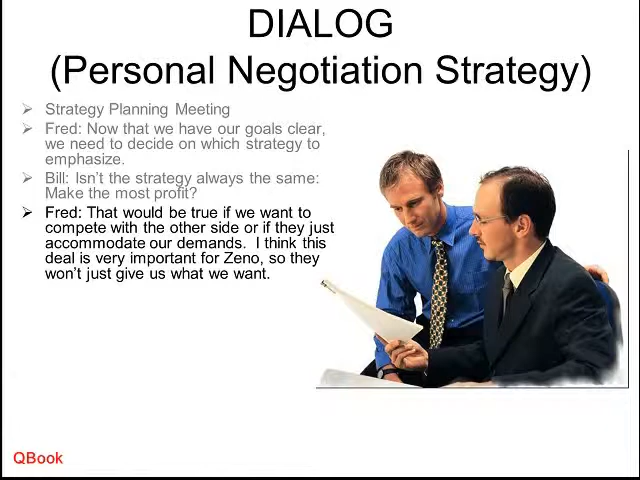 DIALOG
(Personal Negotiation Strategy)
Strategy Planning Meeting
Fred: Now that we have our goals clear,
we need to decide on which strategy to
emphasize.
Bill: Isn't the strategy always the same:
Make the most profit?
Fred: That would be true if we want to
compete with the other side or if they just
accommodate our demands.  I think this
deal is very important for Zeno, so they
won't just give us what we want.
QBook